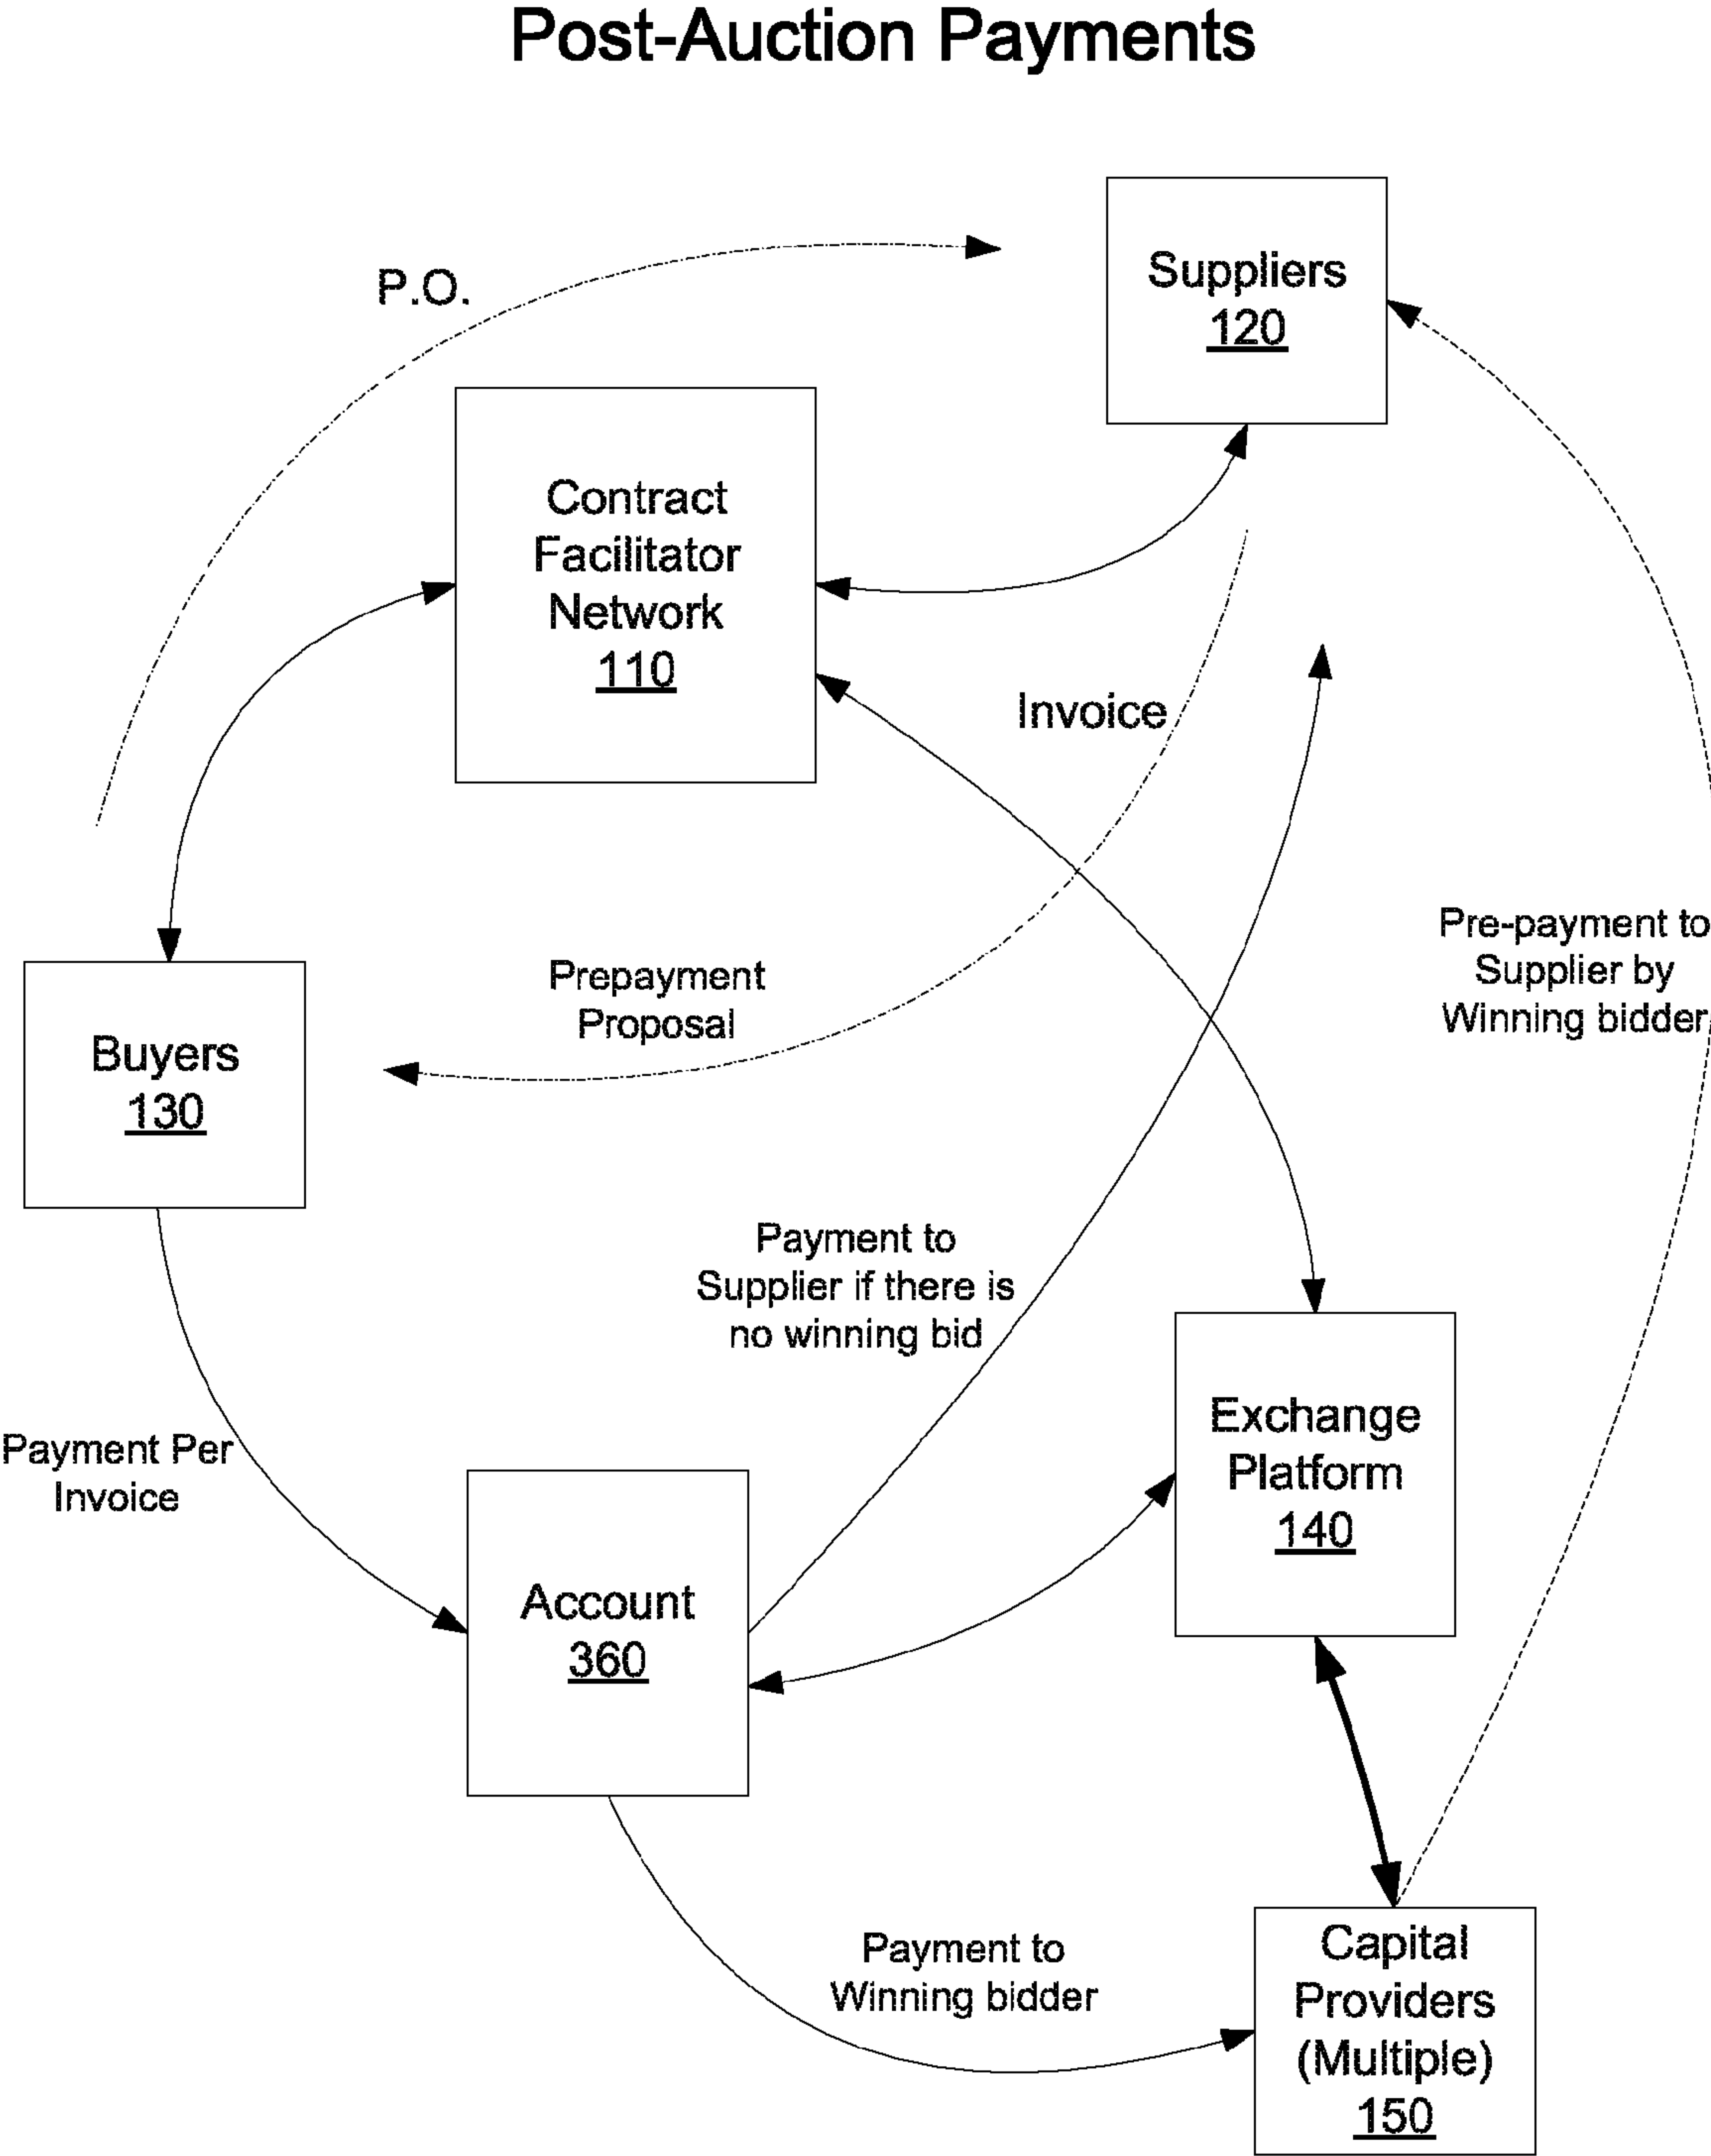 Post-Auction Payments
Suppliers
120
P.O.
Contract
Facilitator
Network
110
Invoice
Pre-payment to
Supplier by
Winning bidder
Prepayment
Proposal
Buyers
130
Payment to
Supplier if there is
no winning bid
Exchange
Platform
140
Payment Per
Invoice
Account
360
Payment to
Winning bidder
Capital
Providers
(Multiple)
150